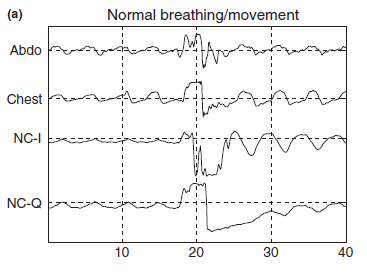 (a) Normal breathing/movement
Abdo
Chest
NC-I
NC-Q
10 20 30 40